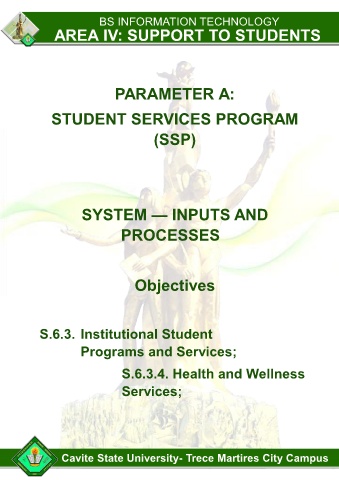 BS INFORMATION TECHNOLOGY
AREA IV: SUPPORT TO STUDENTS
PARAMETER A:
STUDENT SERVICES PROGRAM
(SSP)
SYSTEM — INPUTS AND
PROCESSES
Objectives
S.6.3. Institutional Student
Programs and Services;
S.6.3.4. Health and Wellness
Services;
Cavite State University- Trece Martires City Campus